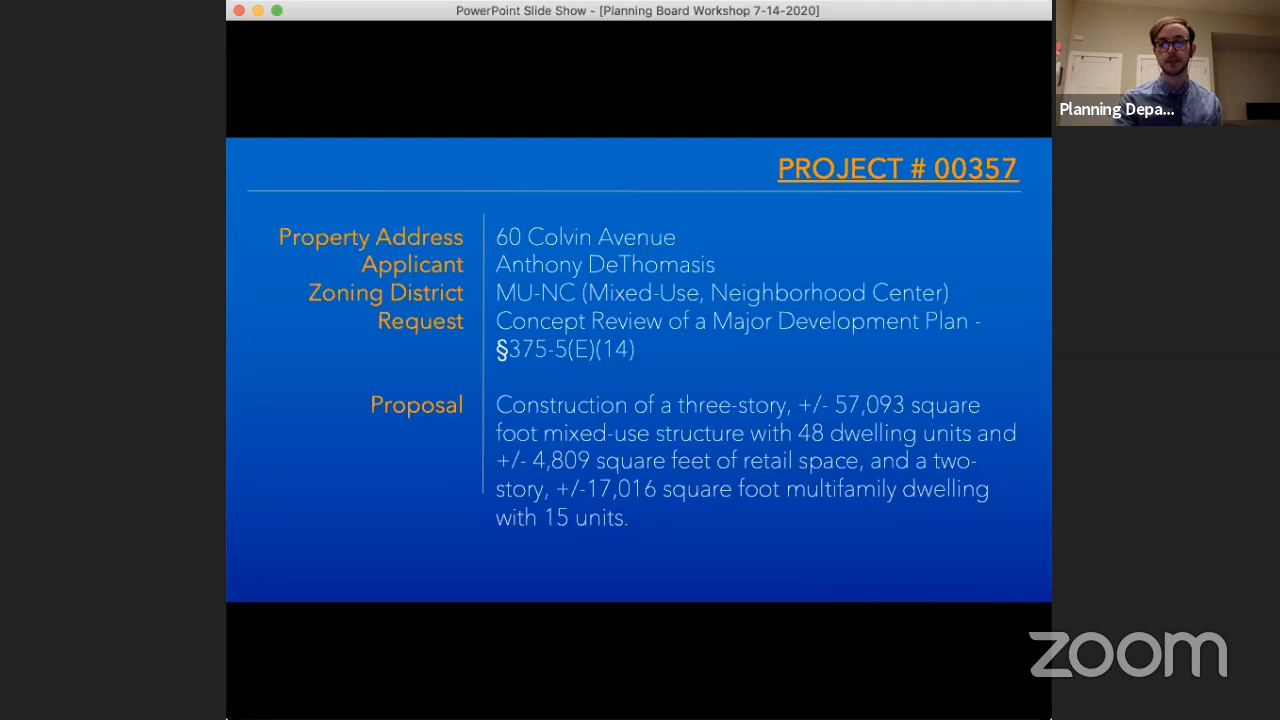 PowerPoint Slide Show - [Planning Board Workshop 7-14-2020]
Planning Depa...
PROJECT # 00357
Property Address 60 Colvin Avenue
Applicant Anthony DeThomasis
Zoning District MU-NC (Mixed-Use, Neighborhood Center)
Request Concept Review of a Major Development Plan -
§375-5(E)(14)
Proposal Construction of a three-story, +/- 57,093 square
foot mixed-use structure with 48 dwelling units and
+/- 4,809 square feet of retail space, and a two-
story, +/-17,016 square foot multifamily dwelling
with 15 units.
zoom